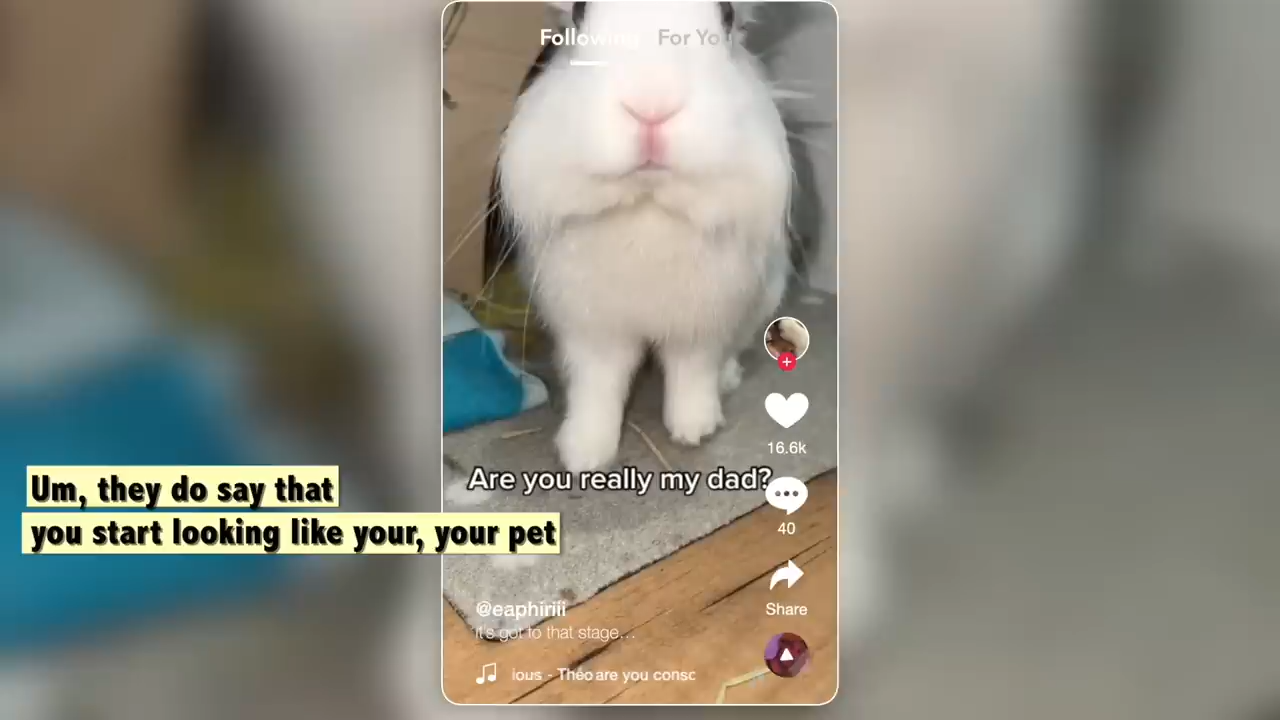 Following For You
Are you really my dad?
16.6k
Um, they do say that
you start looking like your, your pet
40
Share
@eaphiriii
it's got to that stage...
ious - Théo are you consc